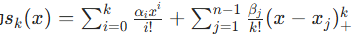 s_k(x) = \sum_{i=0}^{k} \frac{\alpha_i x^i}{i!} + \sum_{j=1}^{n-1} \frac{\beta_j}{k!} (x - x_j)_+^k